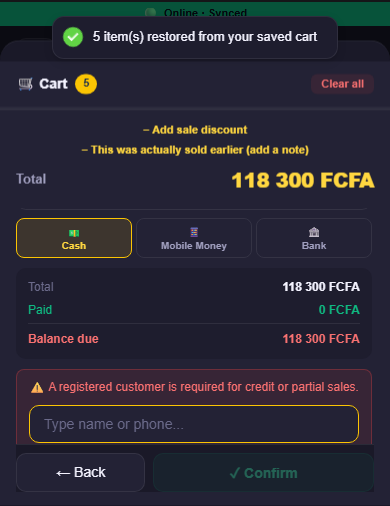 Online · Synced
5 item(s) restored from your saved cart
Cart 5 Clear all
– Add sale discount
– This was actually sold earlier (add a note)
Total 118 300 FCFA
Cash Mobile Money Bank
Total 118 300 FCFA
Paid 0 FCFA
Balance due 118 300 FCFA
⚠ A registered customer is required for credit or partial sales.
Type name or phone...
← Back ✓ Confirm